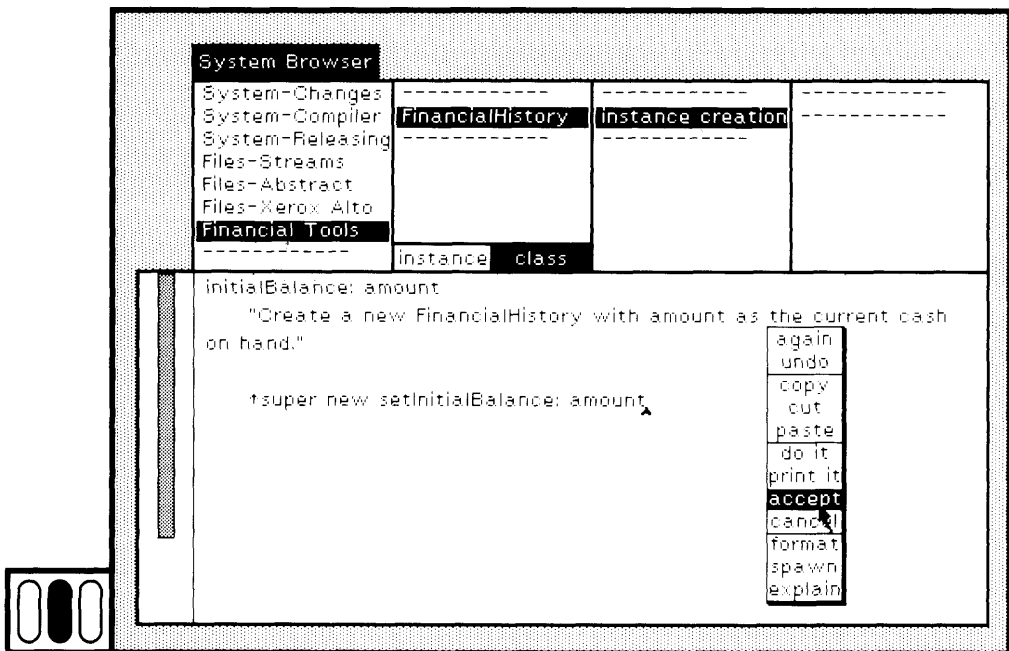 System Browser
System-Changes
System-Compiler
System-Releasing
Files-Streams
Files-Abstract
Files-Xerox Alto
Financial Tools
--------------
------------
FinancialHistory
------------
instance class
------------
instance creation
------------
------------
------------
initialBalance: amount
"Create a new FinancialHistory with amount as the current cash
on hand."
↑super new setInitialBalance: amount
again
undo
copy
cut
paste
do it
print it
accept
cancel
format
spawn
explain